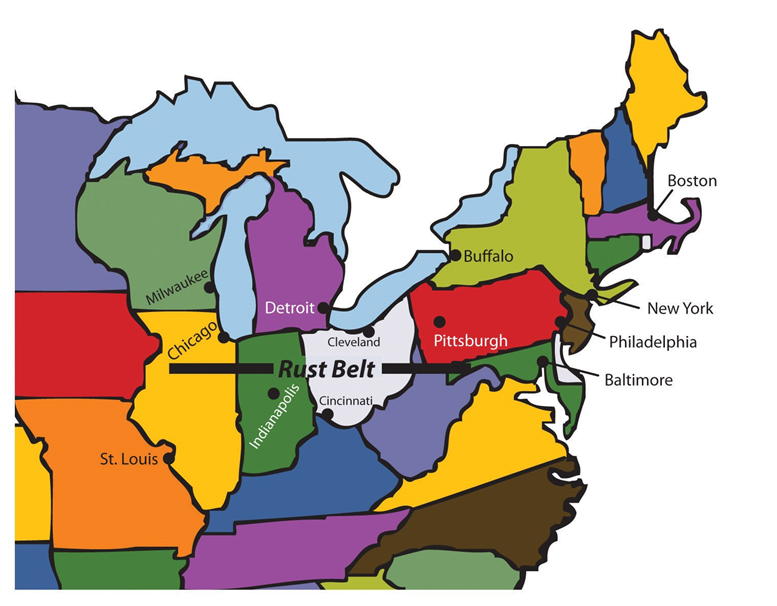 Boston
Buffalo
Milwaukee
New York
Detroit
Chicago
Cleveland
Pittsburgh
Philadelphia
Rust Belt
Baltimore
Indianapolis
Cincinnati
St. Louis